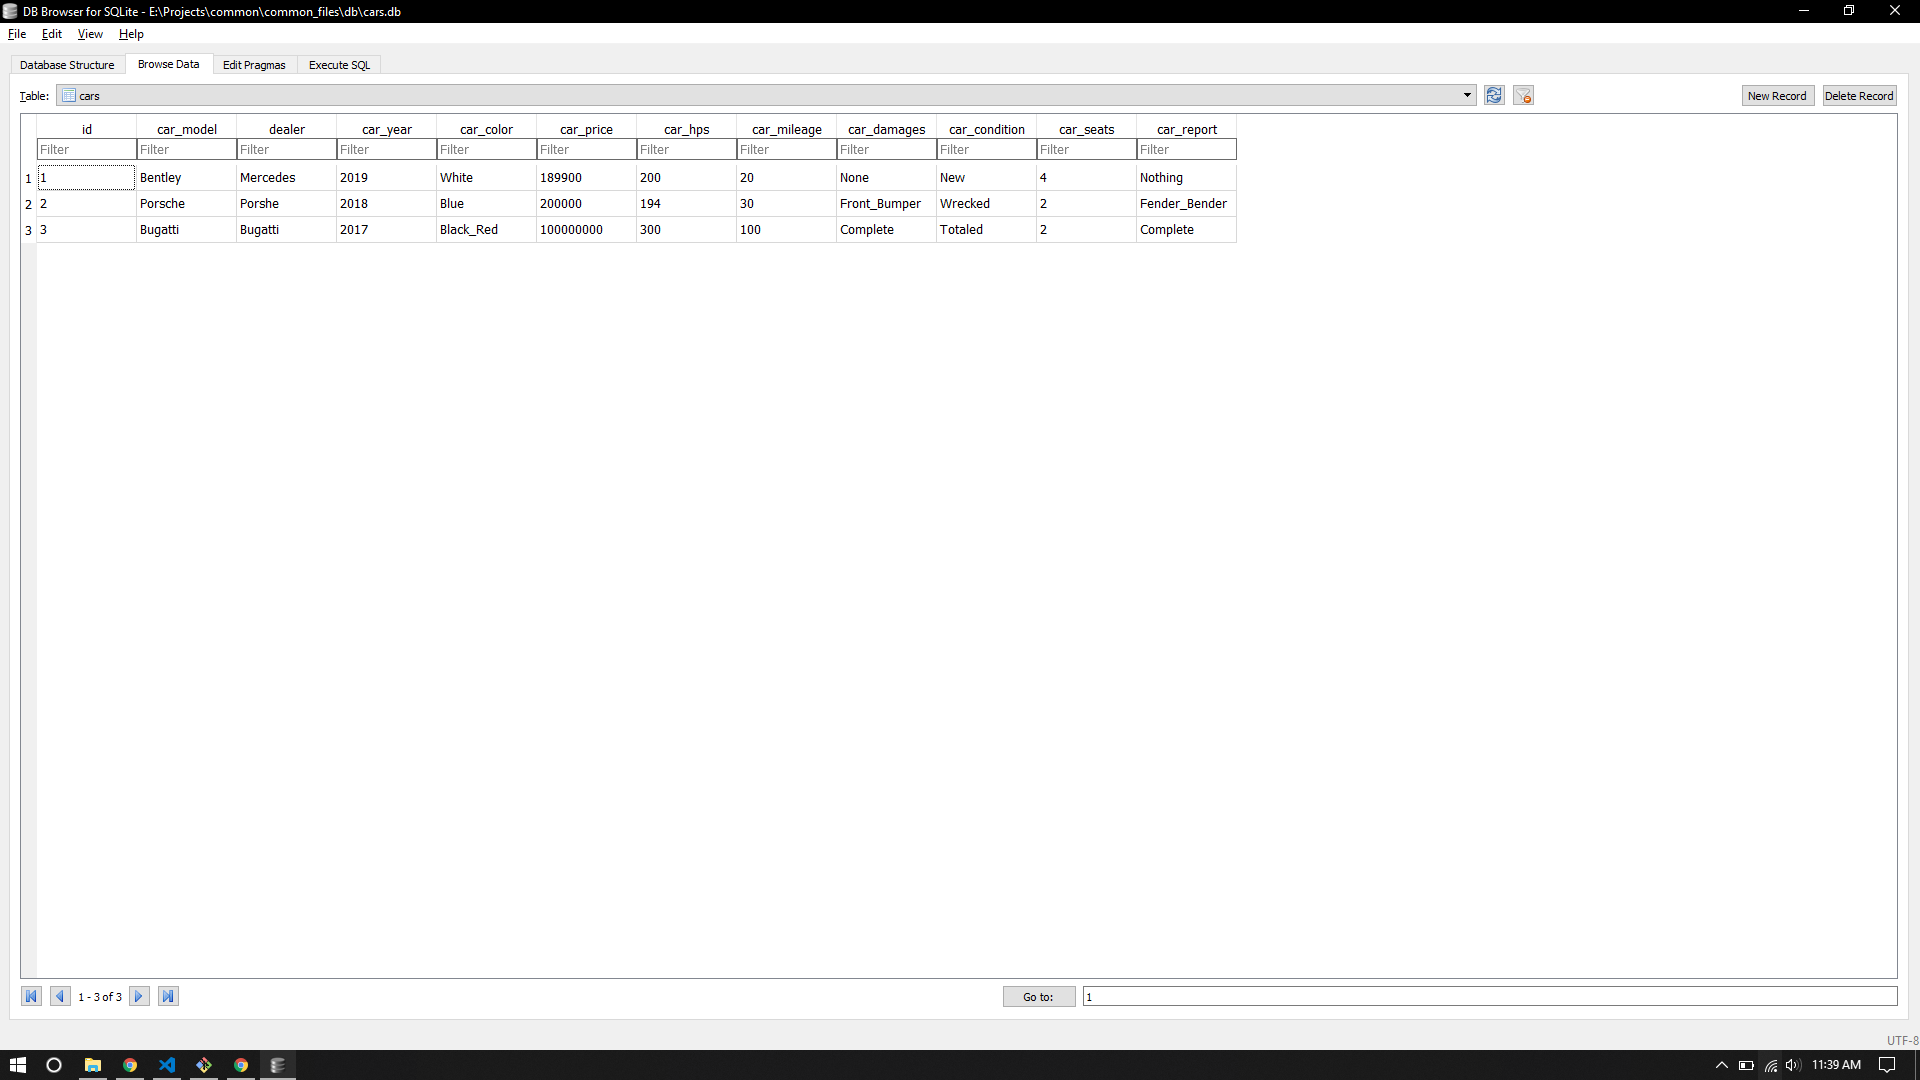 DB Browser for SQLite - E:\Projects\common\common_files\db\cars.db
File Edit View Help
Database Structure Browse Data Edit Pragmas Execute SQL
Table: cars New Record Delete Record
id car_model dealer car_year car_color car_price car_hps car_mileage car_damages car_condition car_seats car_report
Filter Filter Filter Filter Filter Filter Filter Filter Filter Filter Filter Filter
1 1 Bentley Mercedes 2019 White 189900 200 20 None New 4 Nothing
2 2 Porsche Porshe 2018 Blue 200000 194 30 Front_Bumper Wrecked 2 Fender_Bender
3 3 Bugatti Bugatti 2017 Black_Red 100000000 300 100 Complete Totaled 2 Complete
1 - 3 of 3 Go to: 1
UTF-8
11:39 AM